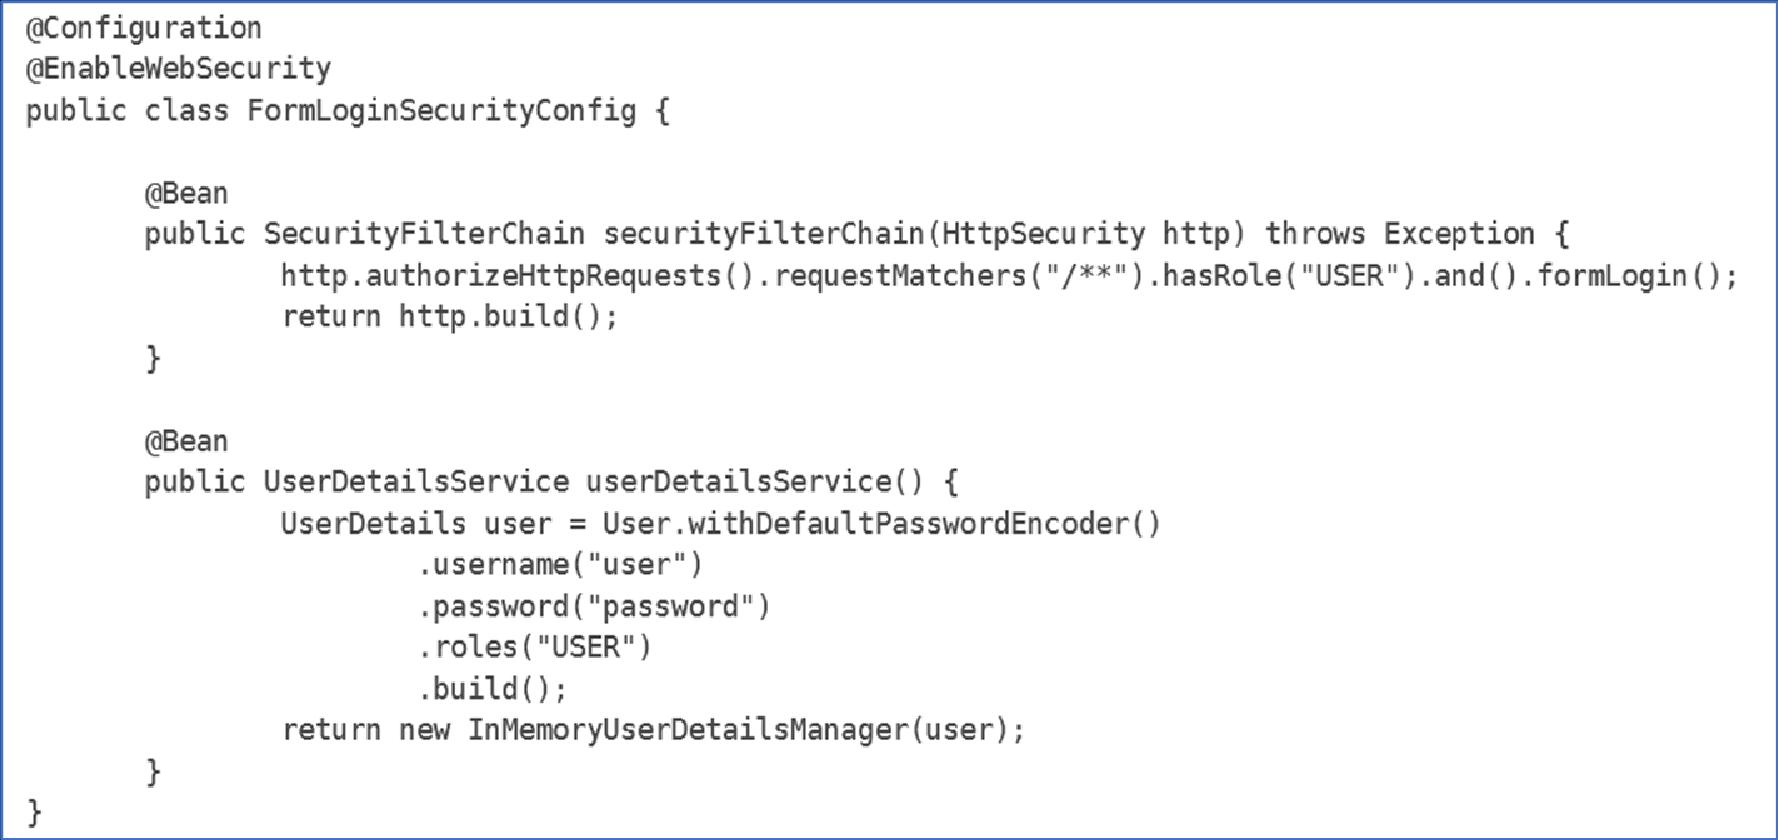 @Configuration
@EnableWebSecurity
public class FormLoginSecurityConfig {
@Bean
public SecurityFilterChain securityFilterChain(HttpSecurity http) throws Exception {
http.authorizeHttpRequests().requestMatchers("/**").hasRole("USER").and().formLogin();
return http.build();
}
@Bean
public UserDetailsService userDetailsService() {
UserDetails user = User.withDefaultPasswordEncoder()
.username("user")
.password("password")
.roles("USER")
.build();
return new InMemoryUserDetailsManager(user);
}
}